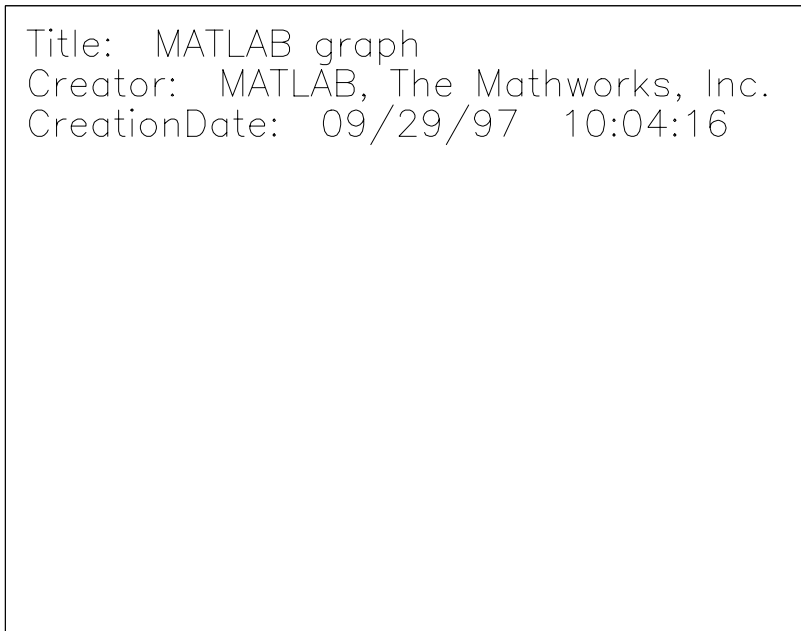 Title: MATLAB graph
Creator: MATLAB, The Mathworks, Inc.
CreationDate: 09/29/97 10:04:16